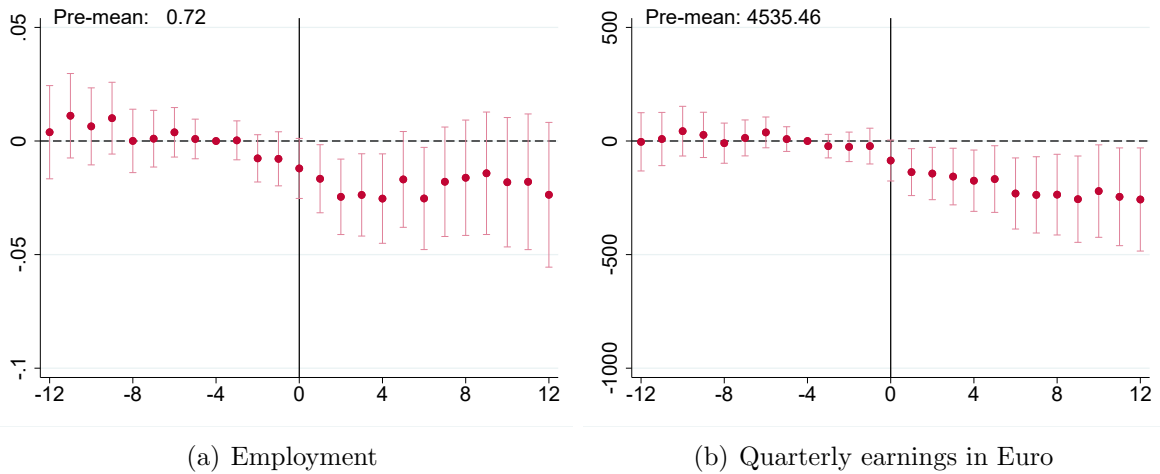 Pre-mean: 0.72
.05
0
-.05
-.1
-12 -8 -4 0 4 8 12
(a) Employment
Pre-mean: 4535.46
500
0
-500
-1000
-12 -8 -4 0 4 8 12
(b) Quarterly earnings in Euro